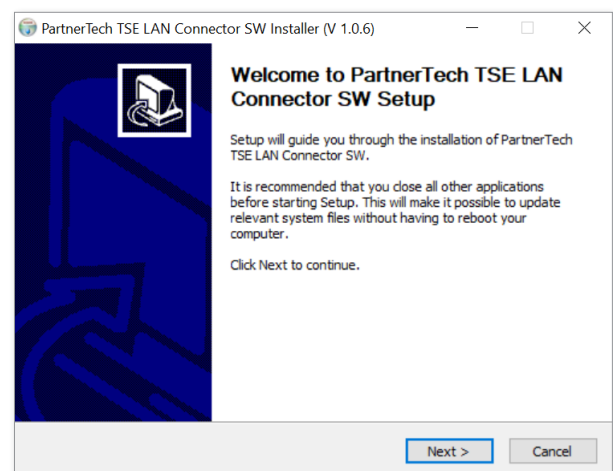 PartnerTech TSE LAN Connector SW Installer (V 1.0.6)
Welcome to PartnerTech TSE LAN
Connector SW Setup
Setup will guide you through the installation of PartnerTech
TSE LAN Connector SW.
It is recommended that you close all other applications
before starting Setup. This will make it possible to update
relevant system files without having to reboot your
computer.
Click Next to continue.
Next >
Cancel